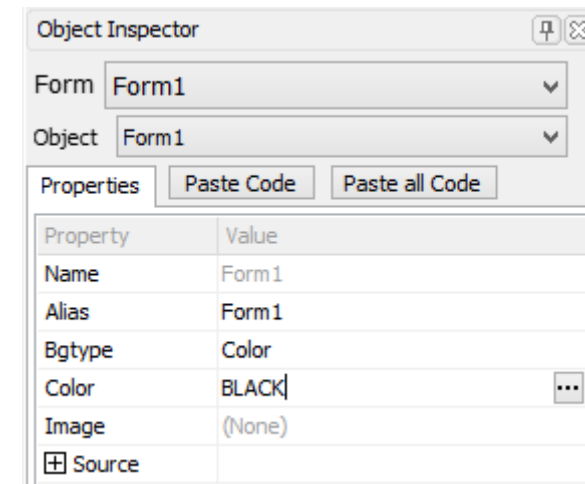 Object Inspector
Form Form1
Object Form1
Properties Paste Code Paste all Code
Property Value
Name Form1
Alias Form1
Bgtype Color
Color BLACK ...
Image (None)
Source